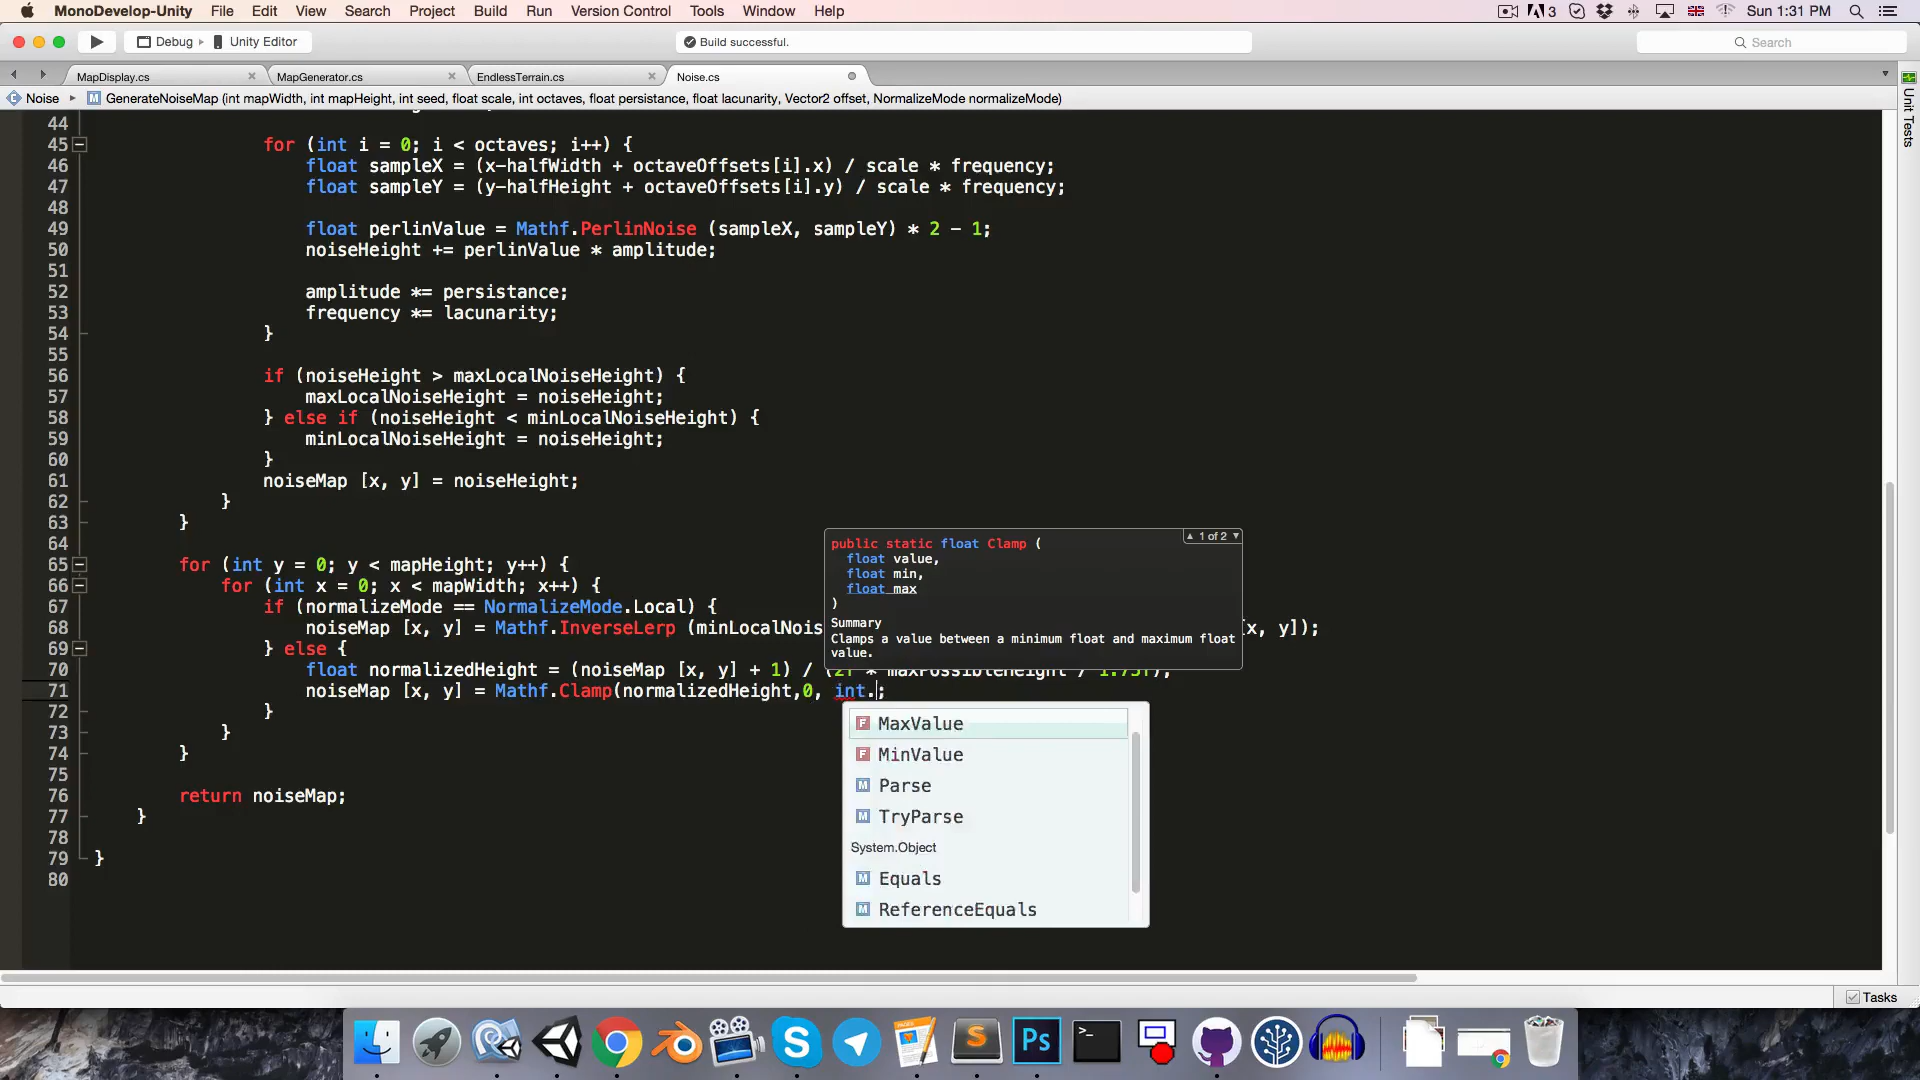 MonoDevelop-Unity File Edit View Search Project Build Run Version Control Tools Window Help 3 Sun 1:31 PM
Debug Unity Editor Build successful. Search
MapDisplay.cs MapGenerator.cs EndlessTerrain.cs Noise.cs
Noise GenerateNoiseMap (int mapWidth, int mapHeight, int seed, float scale, int octaves, float persistance, float lacunarity, Vector2 offset, NormalizeMode normalizeMode)
Unit Tests
44
45 for (int i = 0; i < octaves; i++) {
46 float sampleX = (x-halfWidth + octaveOffsets[i].x) / scale * frequency;
47 float sampleY = (y-halfHeight + octaveOffsets[i].y) / scale * frequency;
48
49 float perlinValue = Mathf.PerlinNoise (sampleX, sampleY) * 2 - 1;
50 noiseHeight += perlinValue * amplitude;
51
52 amplitude *= persistance;
53 frequency *= lacunarity;
54 }
55
56 if (noiseHeight > maxLocalNoiseHeight) {
57 maxLocalNoiseHeight = noiseHeight;
58 } else if (noiseHeight < minLocalNoiseHeight) {
59 minLocalNoiseHeight = noiseHeight;
60 }
61 noiseMap [x, y] = noiseHeight;
62 }
63 }
64
65 for (int y = 0; y < mapHeight; y++) {
66 for (int x = 0; x < mapWidth; x++) {
67 if (normalizeMode == NormalizeMode.Local) {
68 noiseMap [x, y] = Mathf.InverseLerp (minLocalNois [x, y]);
69 } else {
70 float normalizedHeight = (noiseMap [x, y] + 1) / (2f * maxPossibleHeight / 1.75f);
71 noiseMap [x, y] = Mathf.Clamp(normalizedHeight,0, int.;
72 }
73 }
74 }
75
76 return noiseMap;
77 }
78
79 }
80
1 of 2
public static float Clamp (
float value,
float min,
float max
)
Summary
Clamps a value between a minimum float and maximum float
value.
MaxValue
MinValue
Parse
TryParse
System.Object
Equals
ReferenceEquals
Tasks
Ps